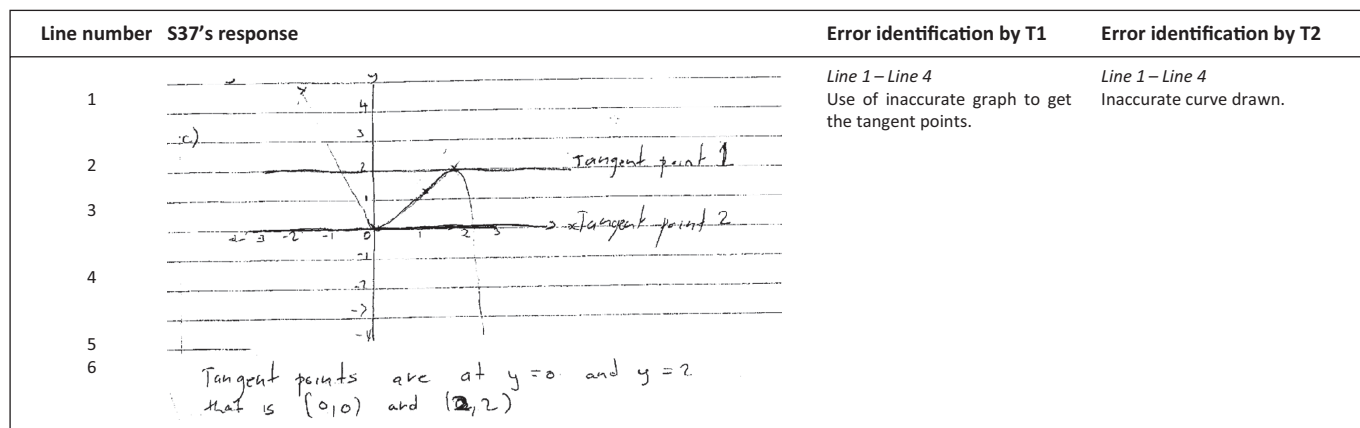 Line number S37's response Error identification by T1 Error identification by T2
1
2
3
4
5
6
Line 1 – Line 4
Use of inaccurate graph to get
the tangent points.
Line 1 – Line 4
Inaccurate curve drawn.
y
4
c)
3
2 Tangent point 1
1
-3 -2 -1 0 1 2 3 x Tangent point 2
-1
-2
-3
-4
Tangent points are at y=0 and y=2
that is (0,0) and (2,2)